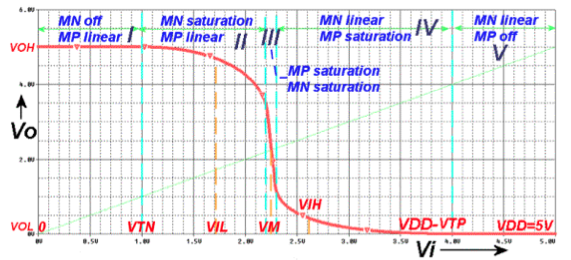 6.0V
MN off
MP linear
I
MN saturation
MP linear
II
III
MN linear
MP saturation
IV
MN linear
MP off
V
VOH
MP saturation
MN saturation
4.0V
Vo
2.0V
VIH
VOL 0
VTN
VIL
VM
VDD-VTP
VDD=5V
0.5V
1.0V
1.5V
2.0V
2.5V
3.0V
3.5V
4.0V
4.5V
5.0V
Vi